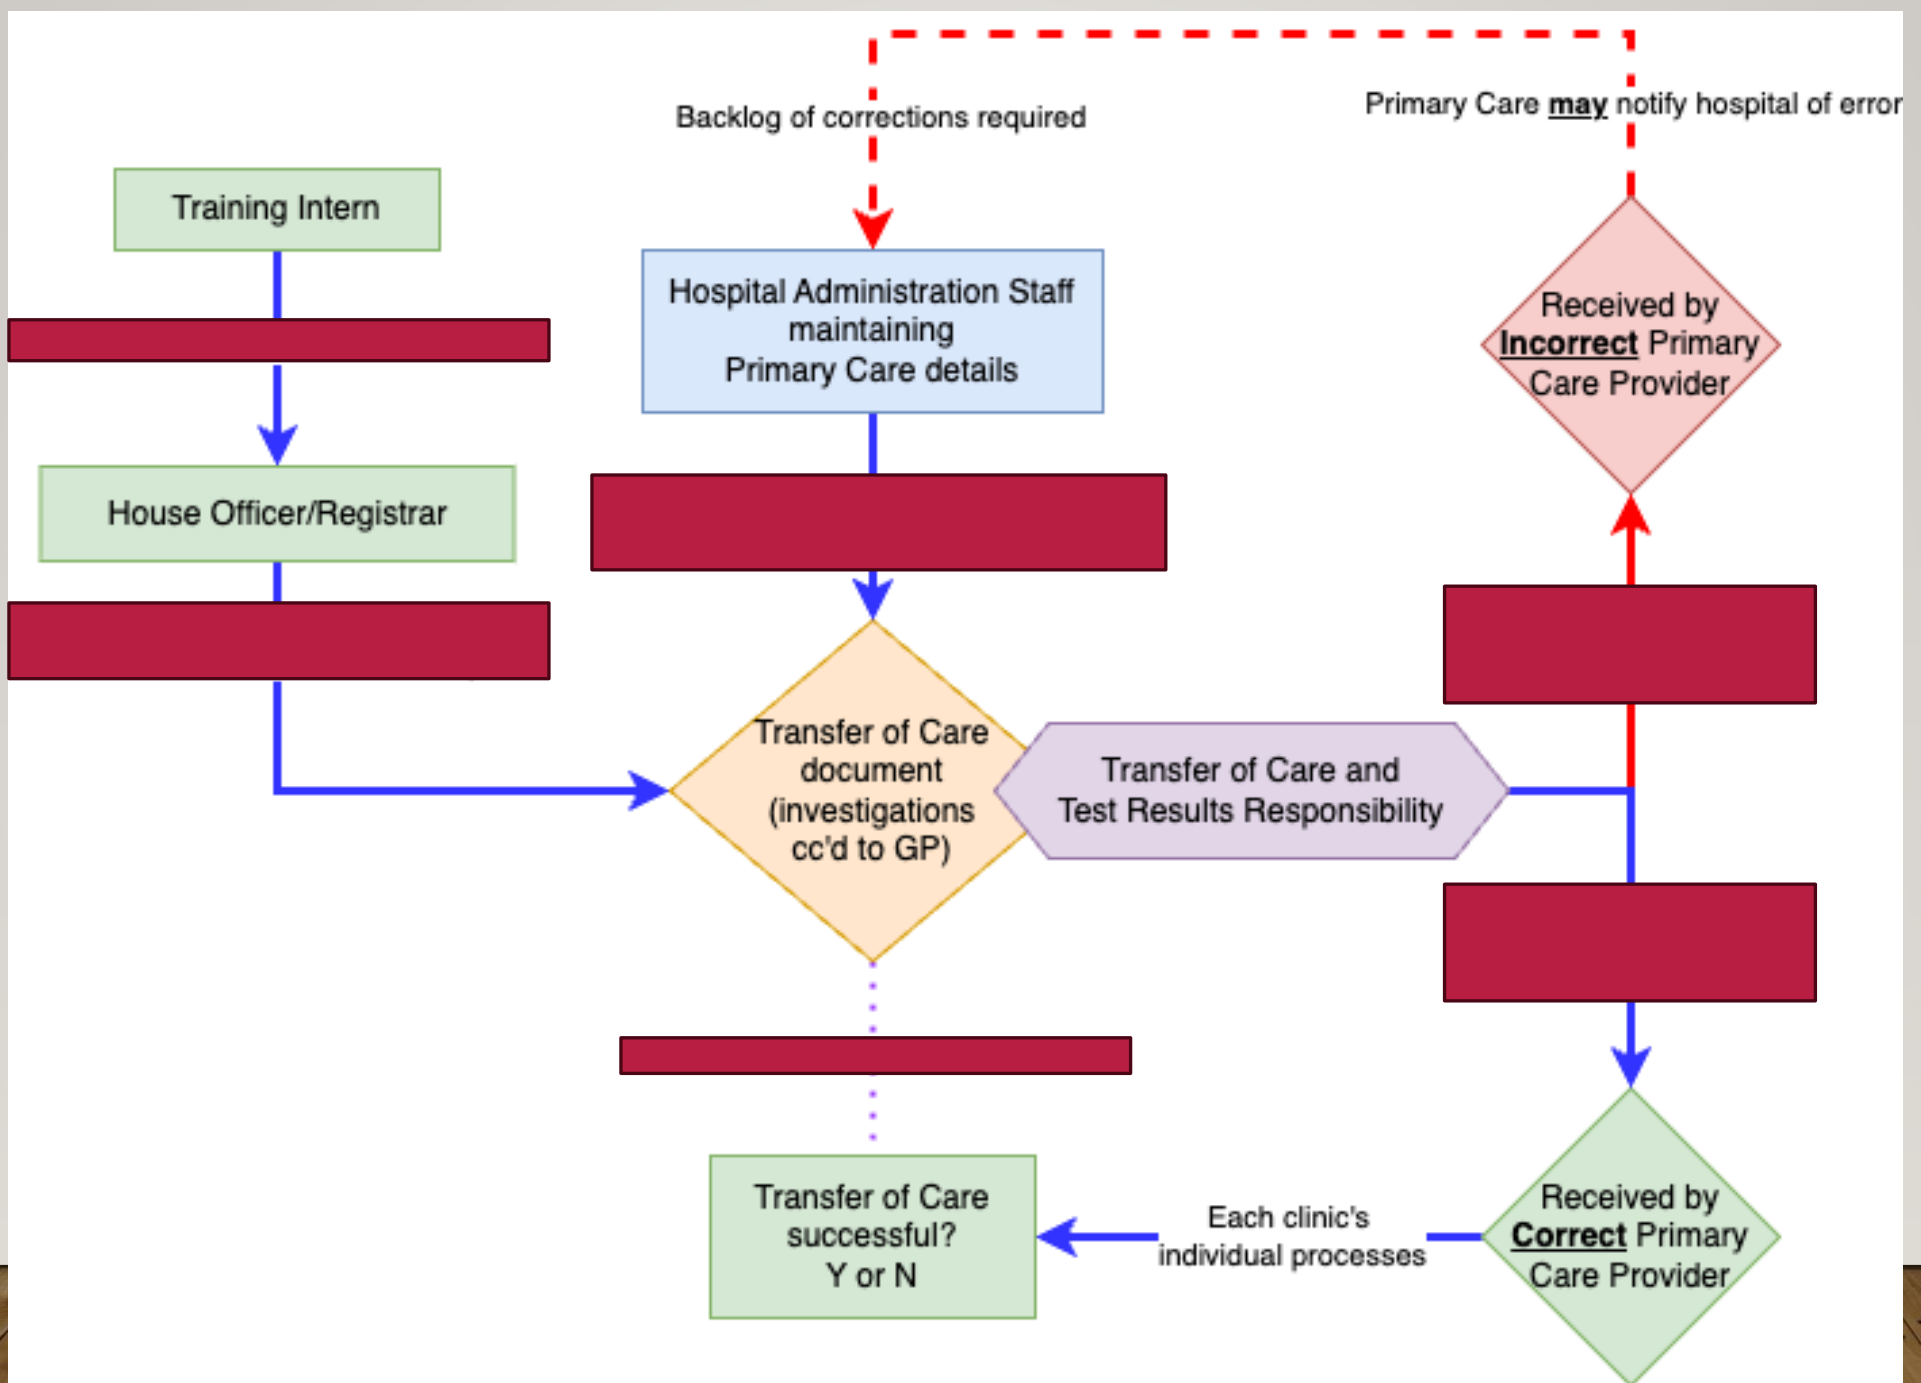 Backlog of corrections required
Primary Care may notify hospital of error
Training Intern
Hospital Administration Staff
maintaining
Primary Care details
Received by
Incorrect Primary
Care Provider
House Officer/Registrar
Transfer of Care
document
(investigations
cc'd to GP)
Transfer of Care and
Test Results Responsibility
Transfer of Care
successful?
Y or N
Each clinic's
individual processes
Received by
Correct Primary
Care Provider